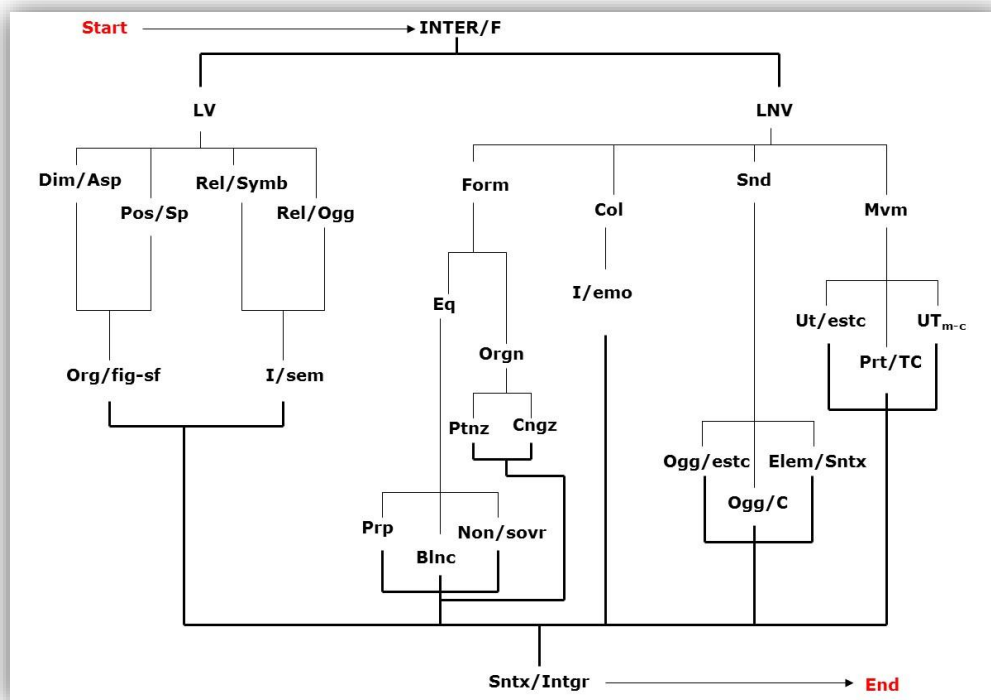 Start
INTER/F
LV
LNV
Dim/Asp
Pos/Sp
Rel/Symb
Rel/Ogg
Form
Col
Snd
Mvm
Eq
Orgn
I/emo
Ut/estc
Prt/TC
UTm-c
Org/fig-sf
I/sem
Ptnz
Cngz
Ogg/estc
Ogg/C
Elem/Sntx
Prp
Blnc
Non/sovr
Sntx/Intgr
End